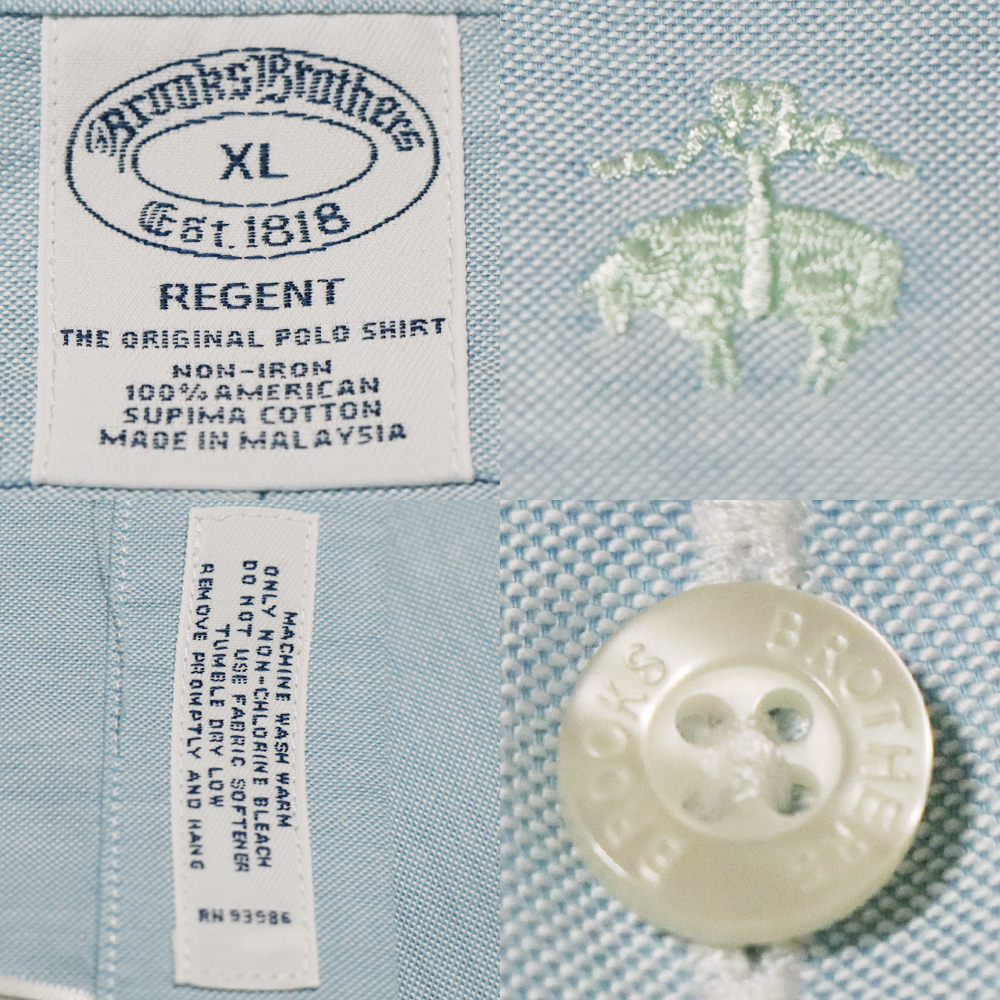 Brooks Brothers
XL
Est. 1818
REGENT
THE ORIGINAL POLO SHIRT
NON-IRON
100% AMERICAN
SUPIMA COTTON
MADE IN MALAYSIA
MACHINE WASH WARM
ONLY NON-CHLORINE BLEACH
DO NOT USE FABRIC SOFTENER
TUMBLE DRY LOW
REMOVE PROMPTLY AND HANG
RN 93986
BROOKS BROTHERS